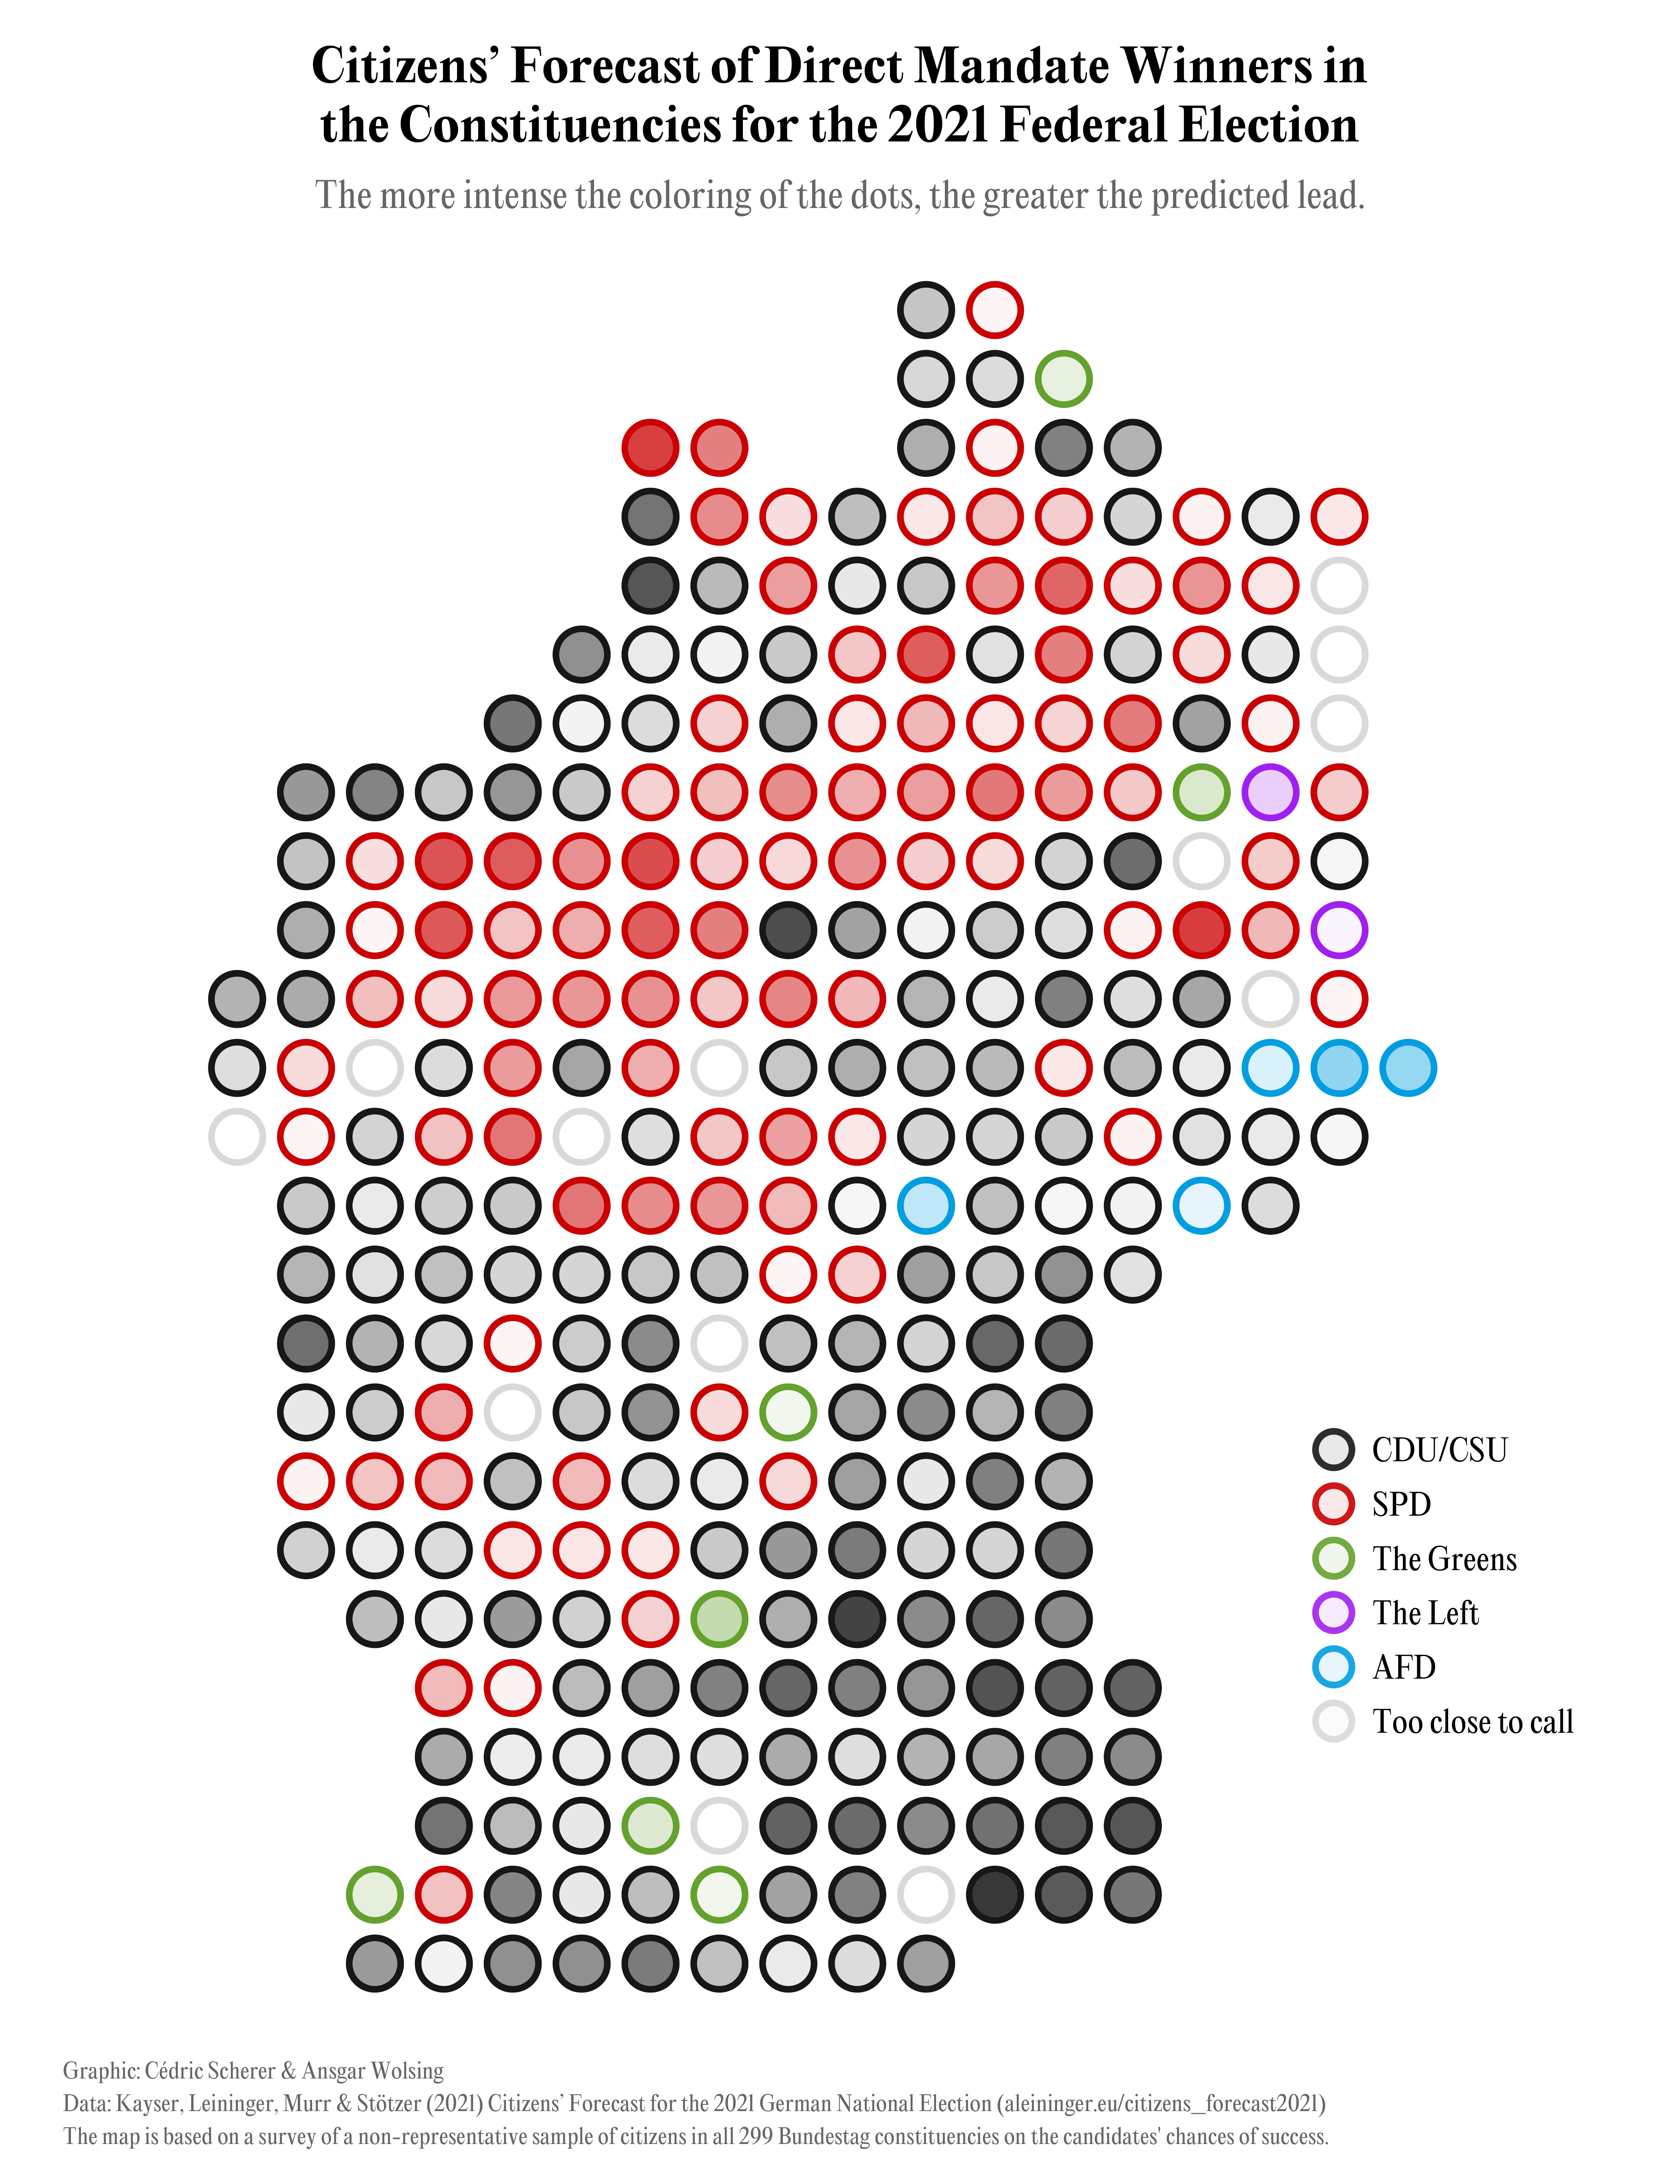 Citizens’ Forecast of Direct Mandate Winners in
the Constituencies for the 2021 Federal Election
The more intense the coloring of the dots, the greater the predicted lead.
CDU/CSU
SPD
The Greens
The Left
AFD
Too close to call
Graphic: Cédric Scherer & Ansgar Wolsing
Data: Kayser, Leininger, Murr & Stötzer (2021) Citizens’ Forecast for the 2021 German National Election (aleininger.eu/citizens_forecast2021)
The map is based on a survey of a non-representative sample of citizens in all 299 Bundestag constituencies on the candidates' chances of success.